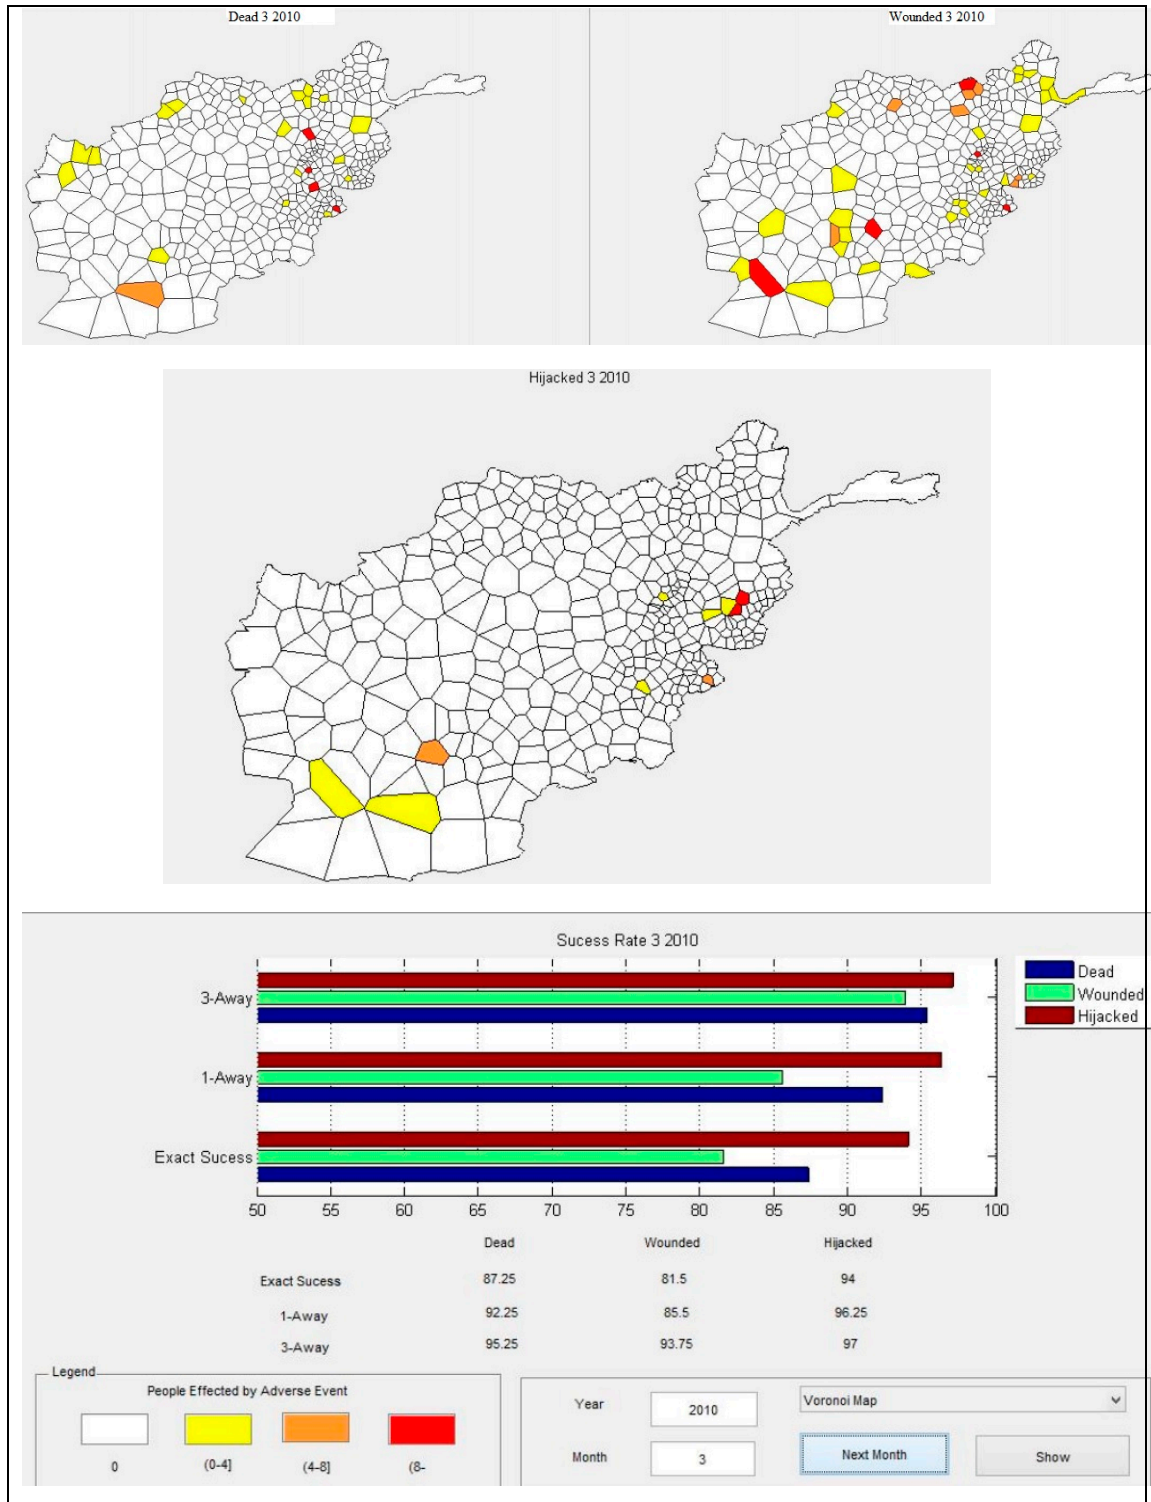 Dead 3 2010
Wounded 3 2010
Hijacked 3 2010
Sucess Rate 3 2010
Dead
Wounded
Hijacked
3-Away
1-Away
Exact Sucess
50 55 60 65 70 75 80 85 90 95 100
Dead Wounded Hijacked
Exact Sucess 87.25 81.5 94
1-Away 92.25 85.5 96.25
3-Away 95.25 93.75 97
Legend
People Effected by Adverse Event
0 (0-4] (4-8] (8-
Year 2010
Voronoi Map
Month 3
Next Month
Show